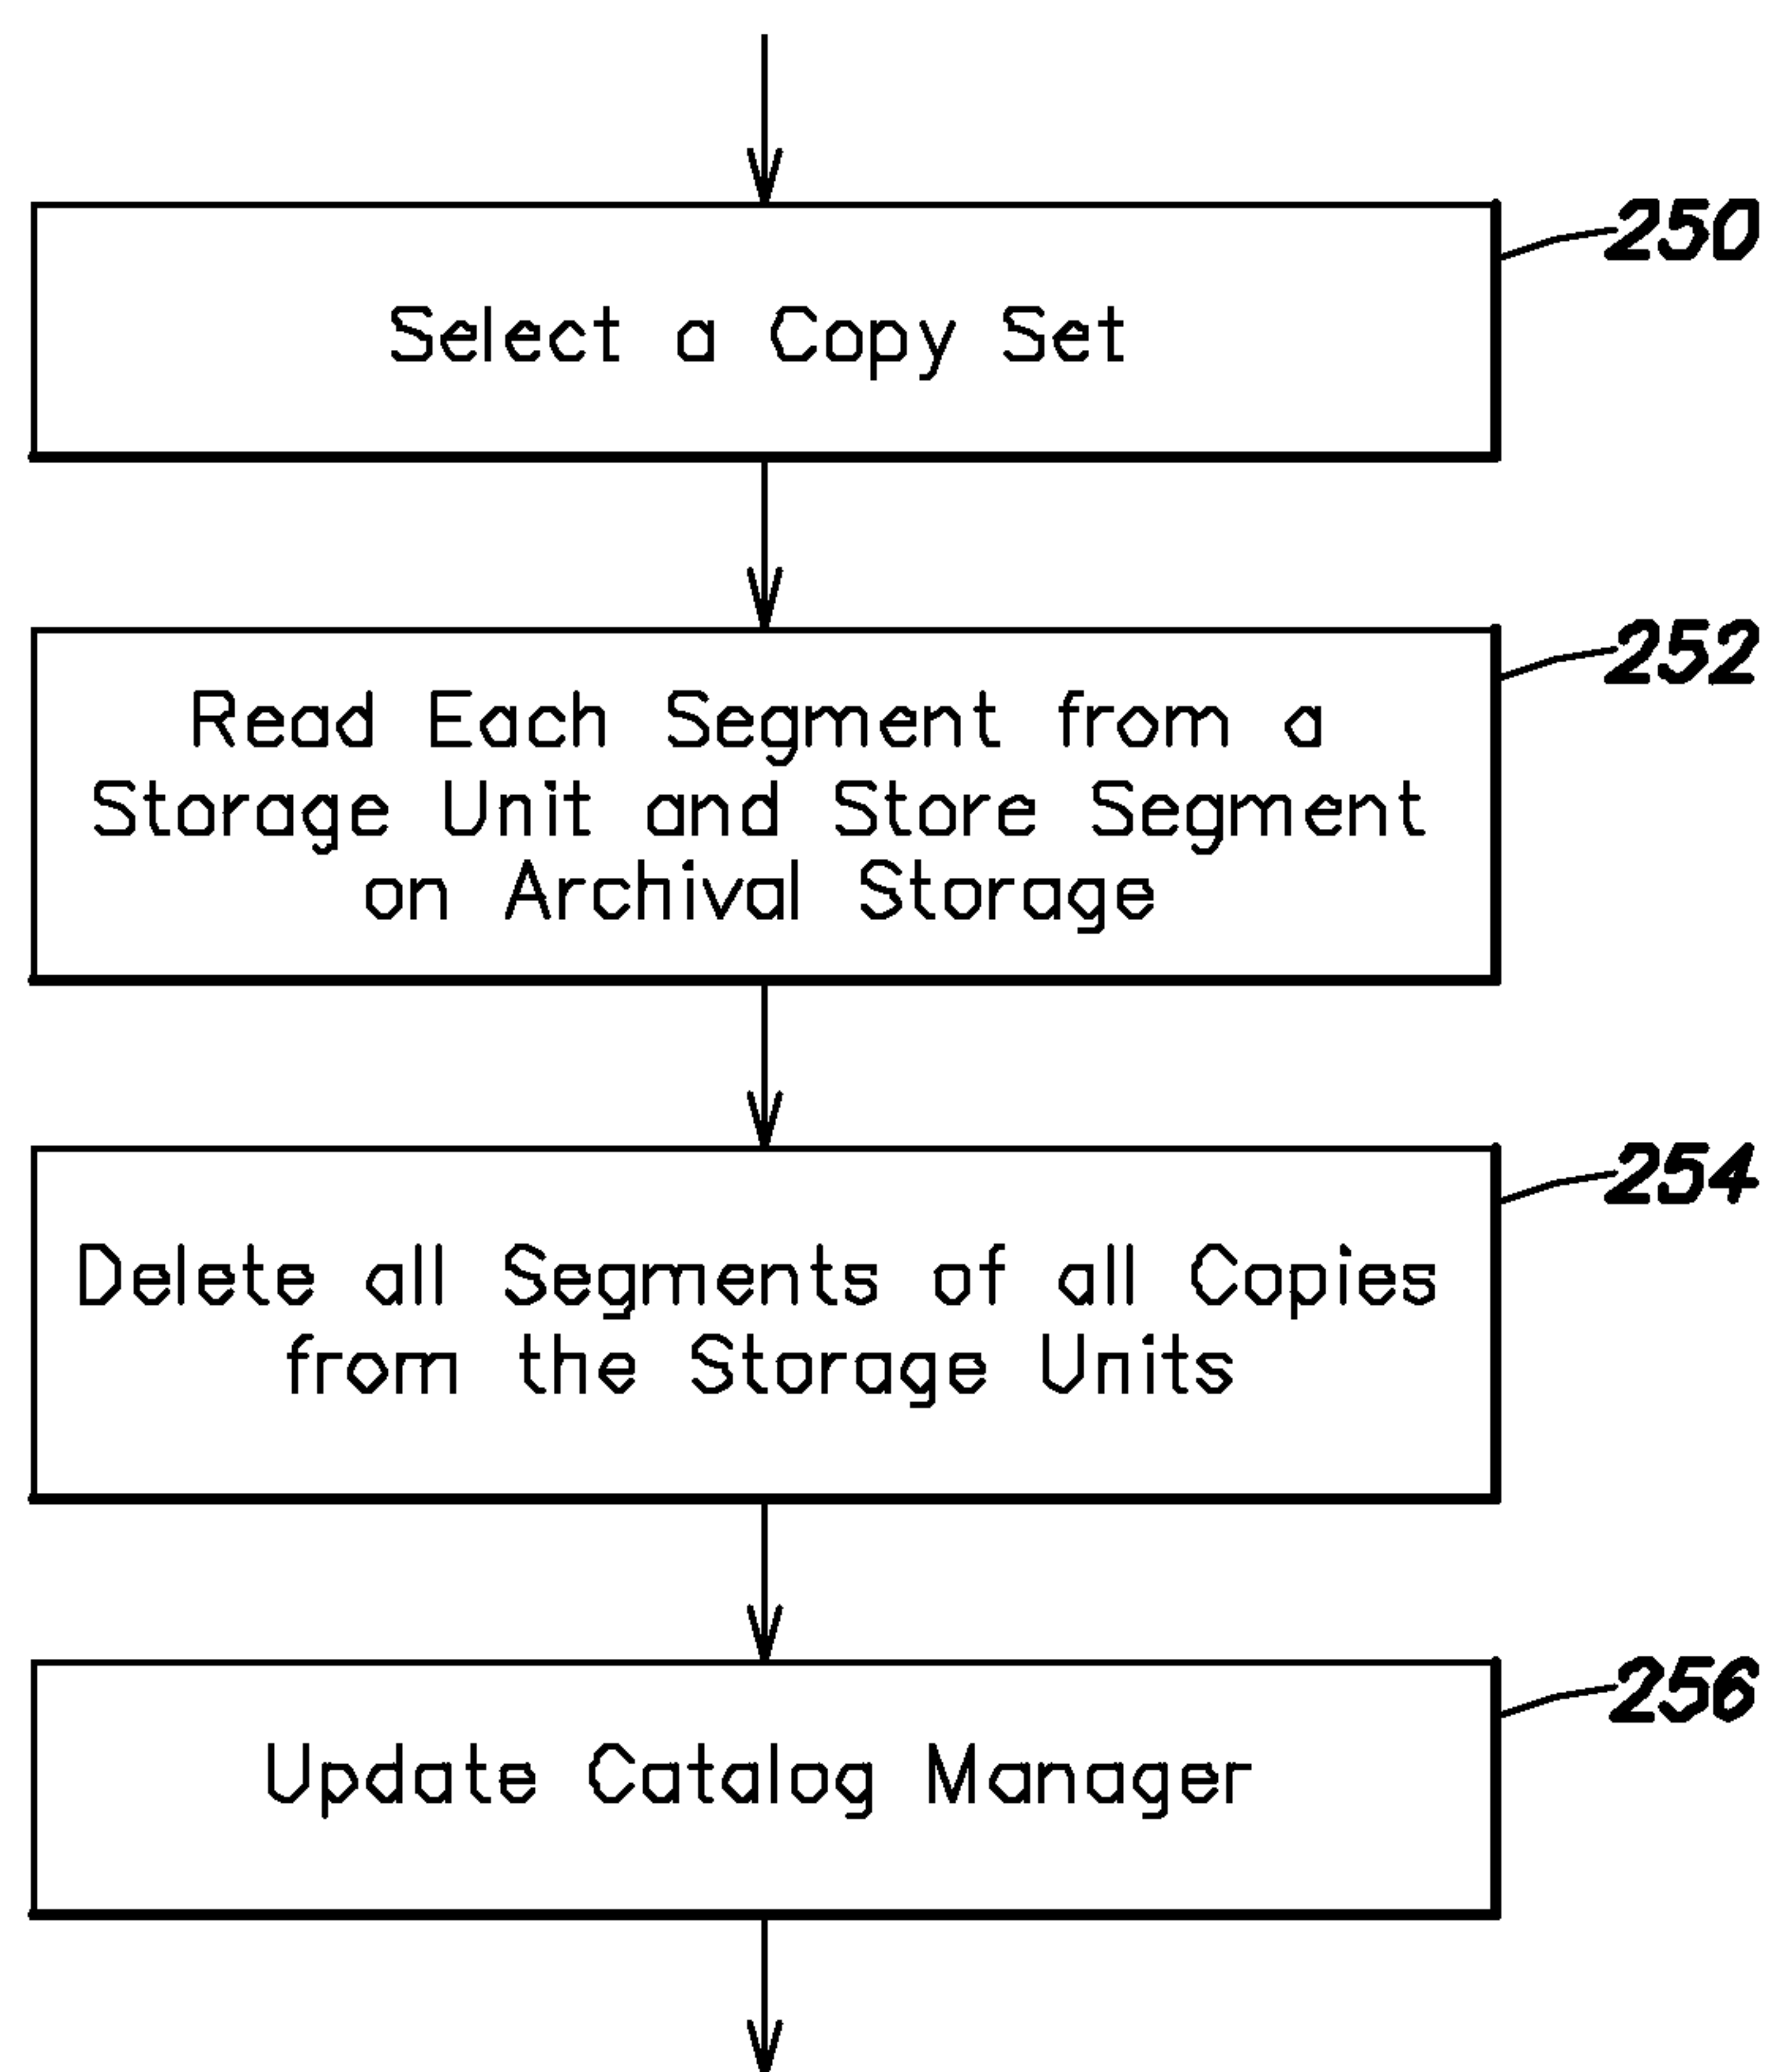 250
Select a Copy Set
252
Read Each Segment from a
Storage Unit and Store Segment
on Archival Storage
254
Delete all Segments of all Copies
from the Storage Units
256
Update Catalog Manager